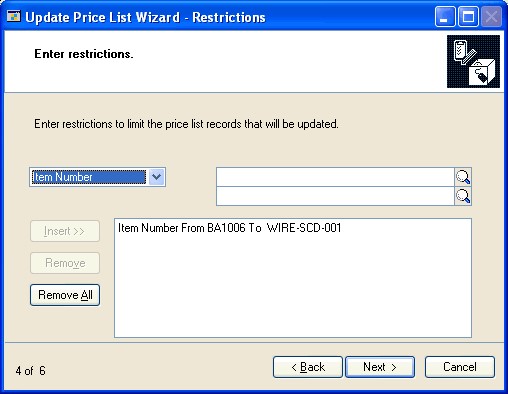 Update Price List Wizard - Restrictions
Enter restrictions.
Enter restrictions to limit the price list records that will be updated.
Item Number
Insert >>
Remove
Remove All
Item Number From BA1006 To WIRE-SCD-001
4 of 6
< Back
Next >
Cancel